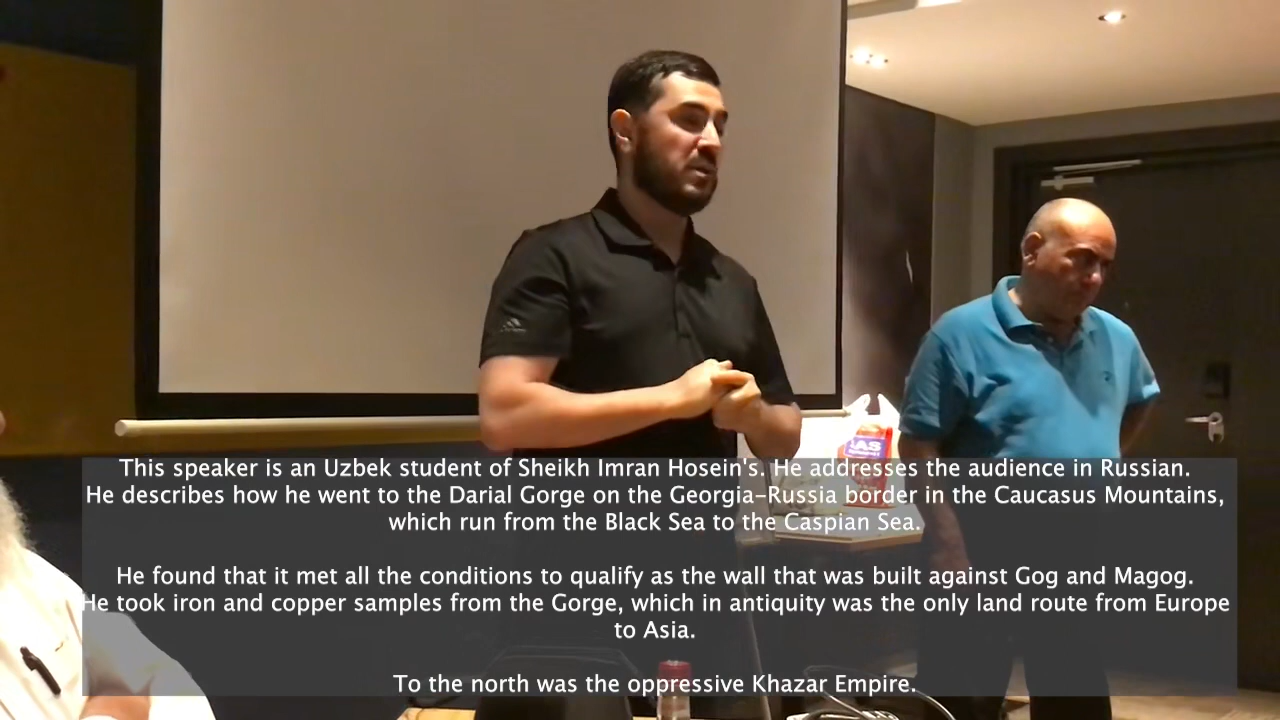 IAS
This speaker is an Uzbek student of Sheikh Imran Hosein's. He addresses the audience in Russian.
He describes how he went to the Darial Gorge on the Georgia–Russia border in the Caucasus Mountains,
which run from the Black Sea to the Caspian Sea.
He found that it met all the conditions to qualify as the wall that was built against Gog and Magog.
He took iron and copper samples from the Gorge, which in antiquity was the only land route from Europe
to Asia.
To the north was the oppressive Khazar Empire.